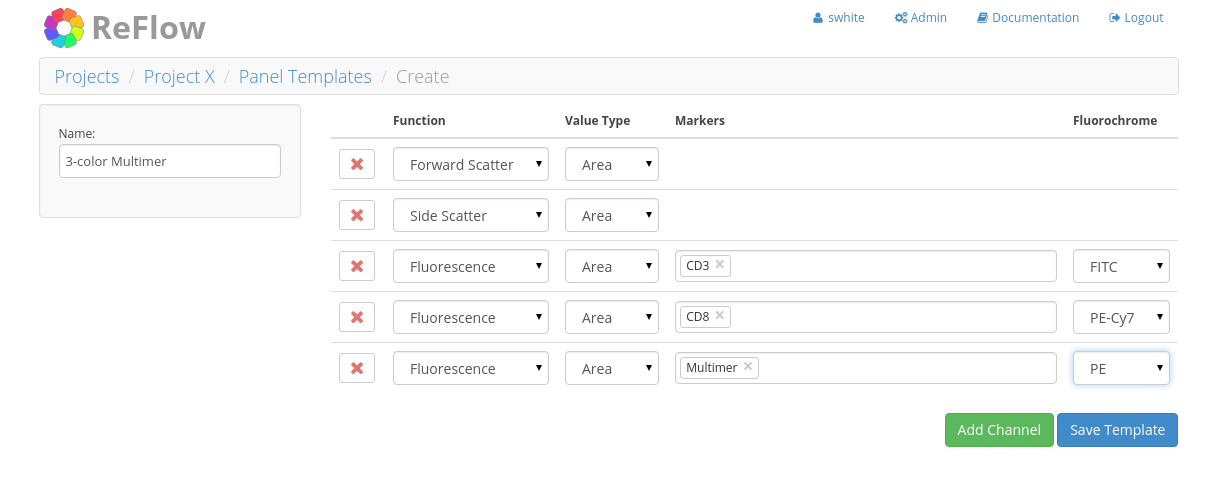 ReFlow
swhite Admin Documentation Logout
Projects / Project X / Panel Templates / Create
Name:
3-color Multimer
Function Value Type Markers Fluorochrome
Forward Scatter Area
Side Scatter Area
Fluorescence Area CD3 FITC
Fluorescence Area CD8 PE-Cy7
Fluorescence Area Multimer PE
Add Channel Save Template